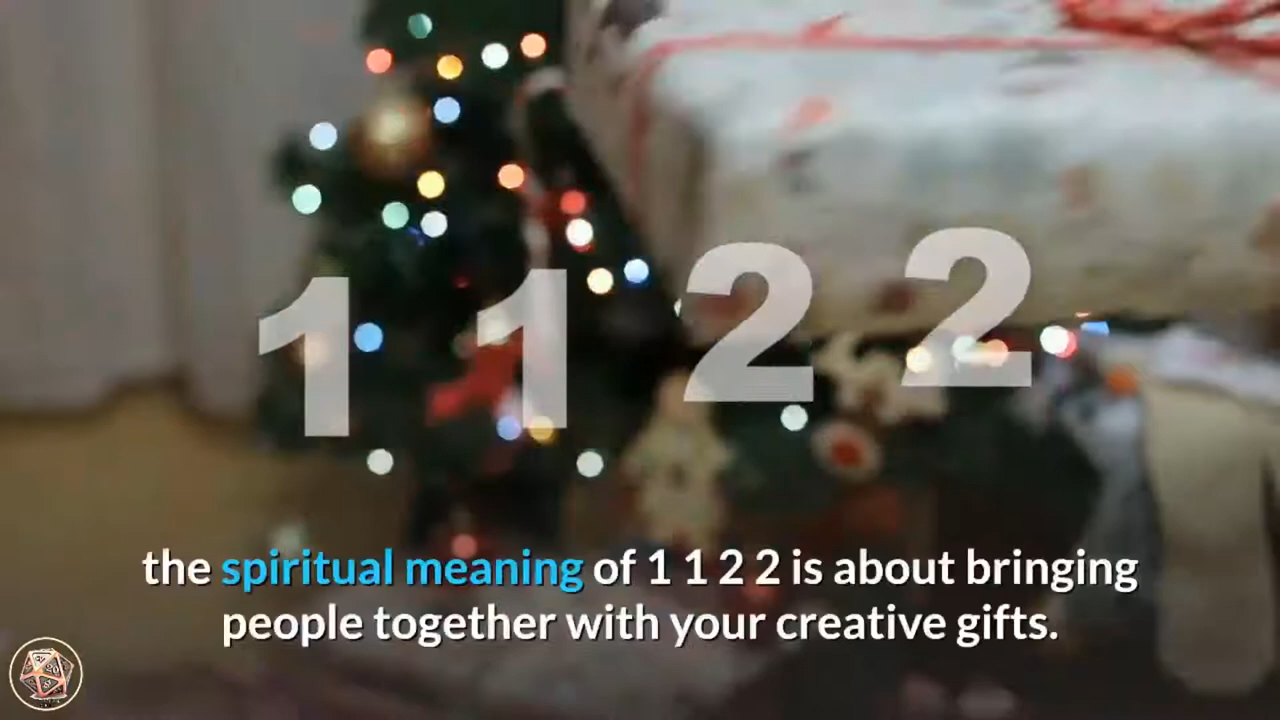 1 1 2 2
the spiritual meaning of 1 1 2 2 is about bringing
people together with your creative gifts.